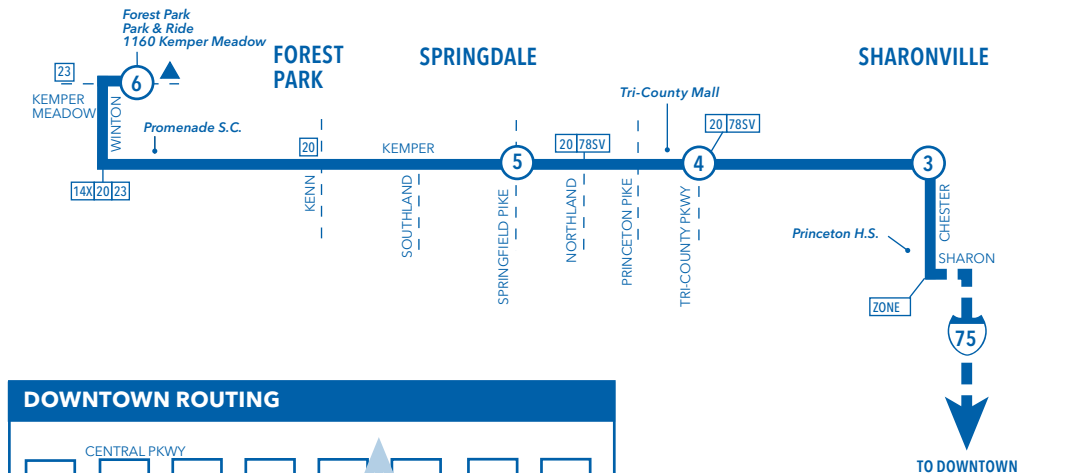 Forest Park
Park & Ride
1160 Kemper Meadow
FOREST
PARK
SPRINGDALE
SHARONVILLE
23
6
KEMPER
MEADOW
WINTON
Promenade S.C.
Tri-County Mall
20 78SV
20
KEMPER
20 78SV
5
4
3
14X 20 23
KENN
SOUTHLAND
SPRINGFIELD PIKE
NORTHLAND
PRINCETON PIKE
TRI-COUNTY PKWY
CHESTER
Princeton H.S.
SHARON
ZONE
75
DOWNTOWN ROUTING
CENTRAL PKWY
TO DOWNTOWN